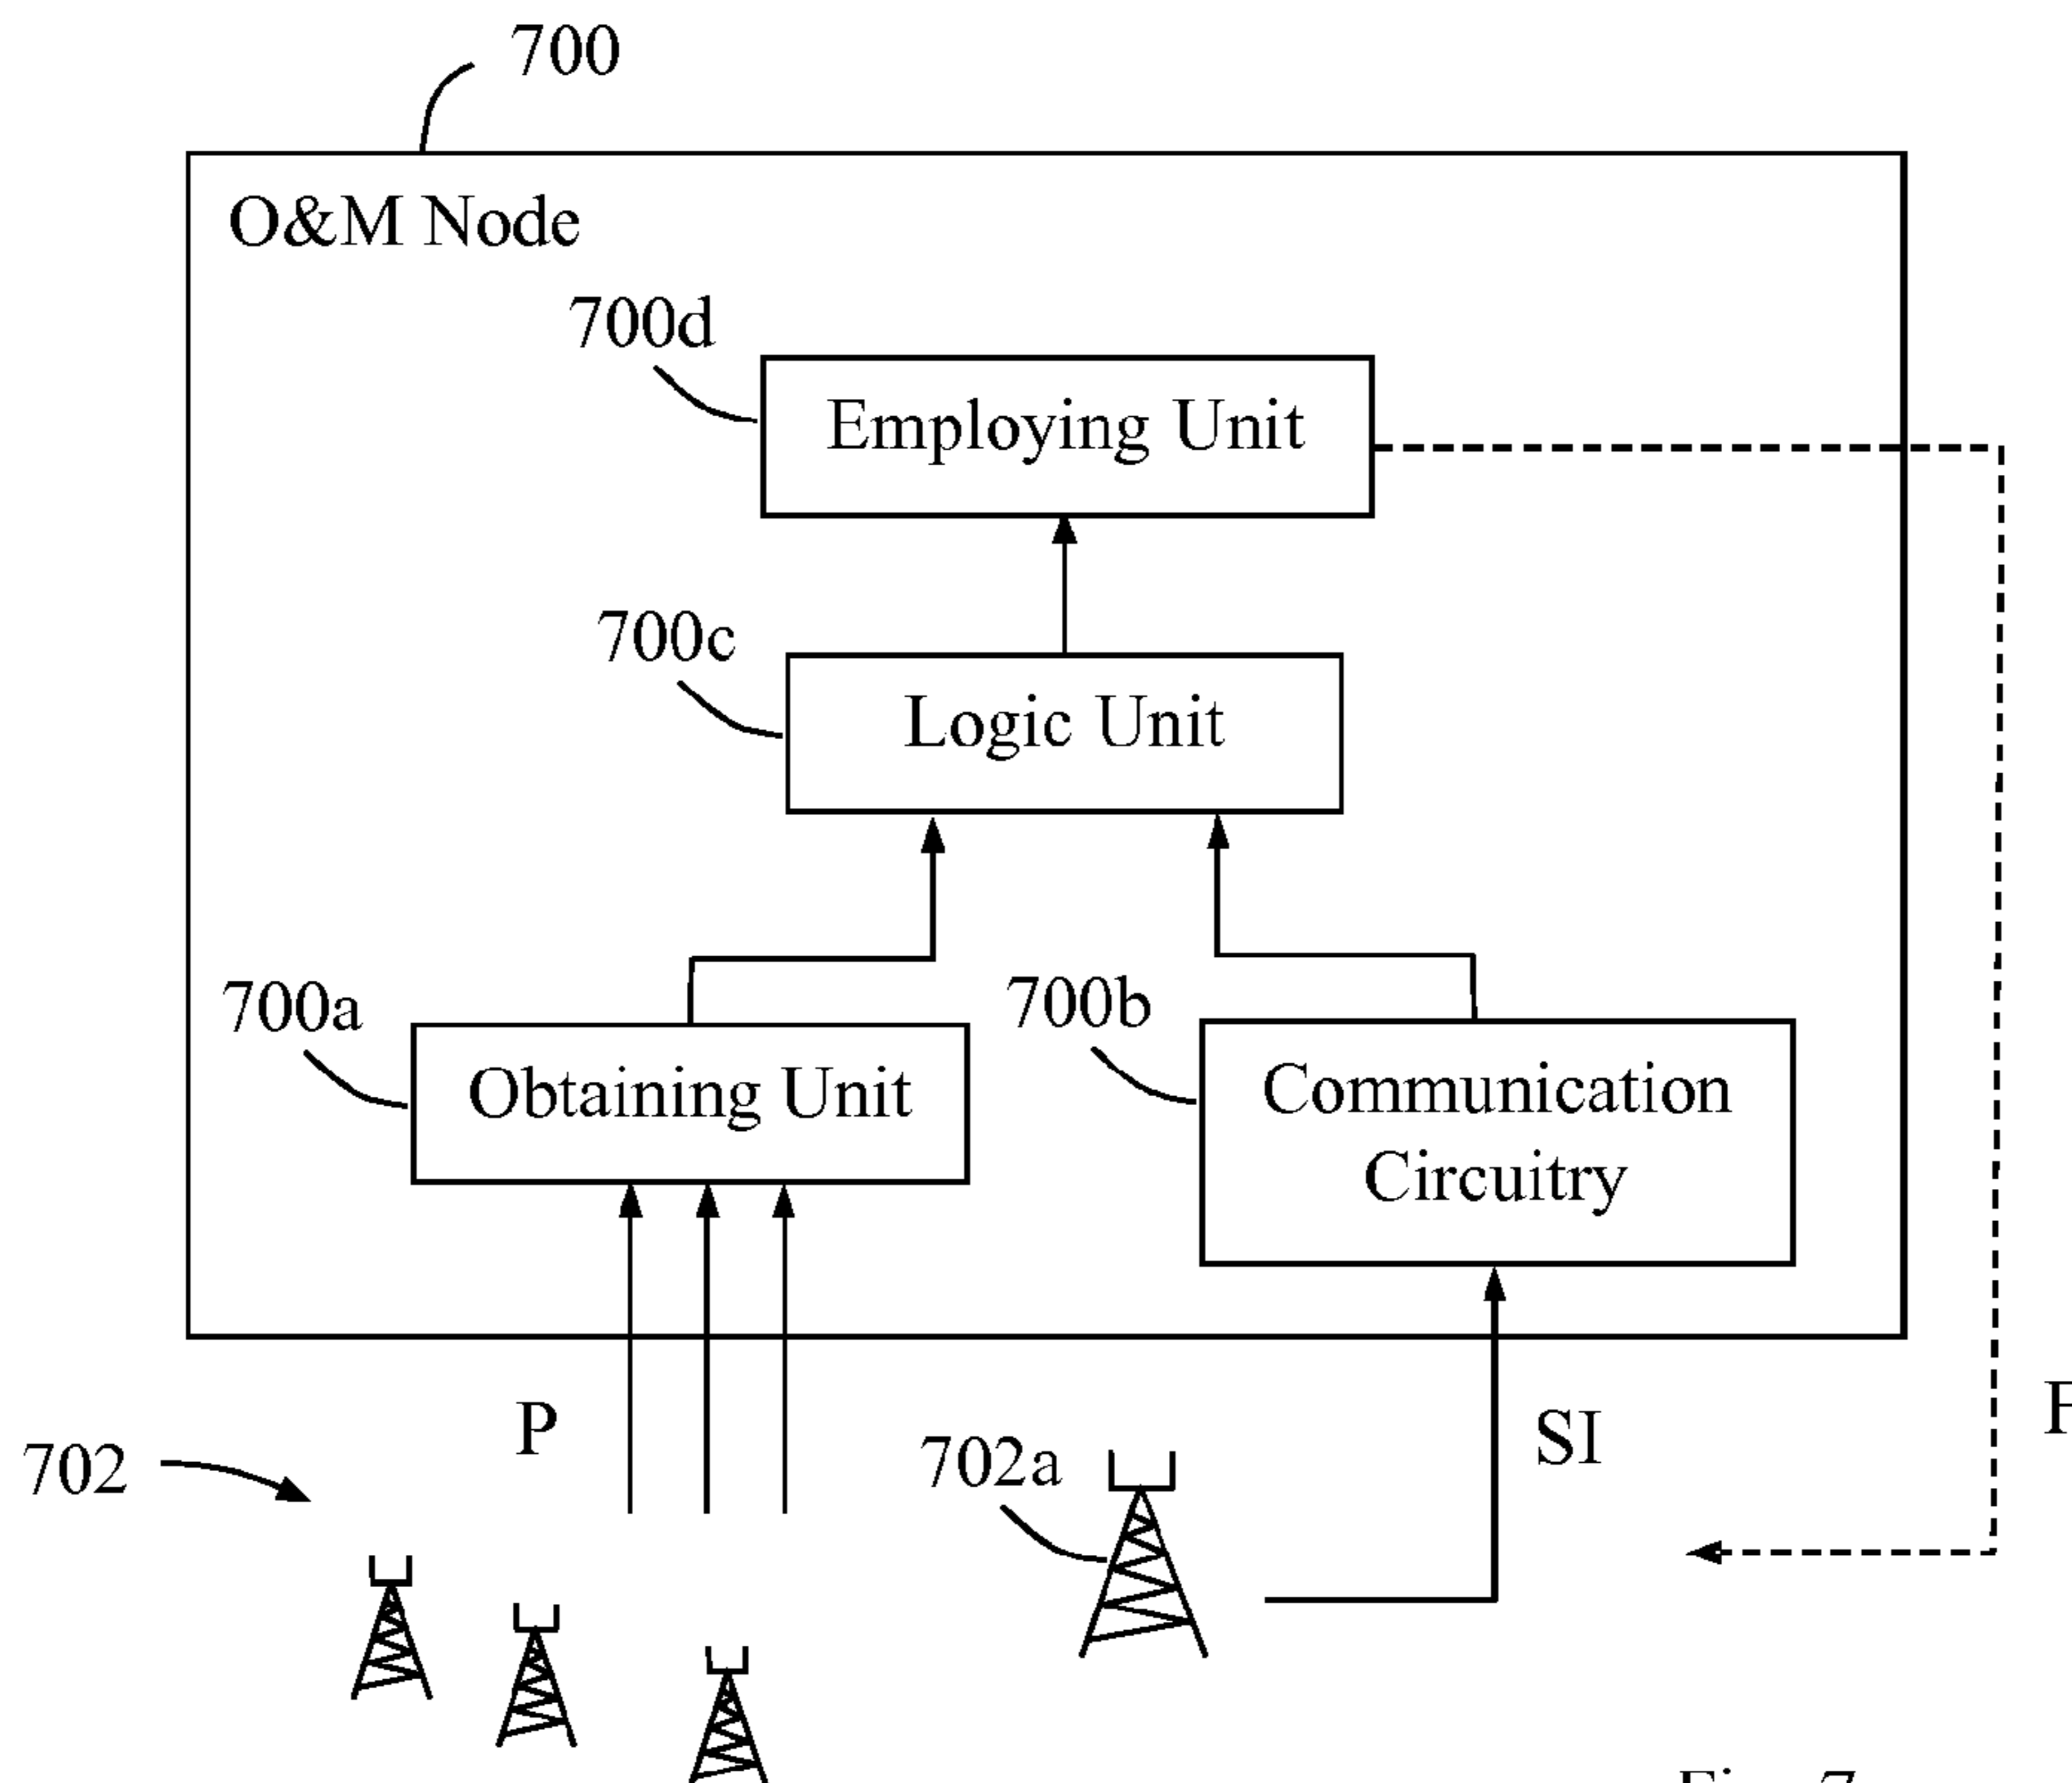 700
O&M Node
700d
Employing Unit
700c
Logic Unit
700a
Obtaining Unit
700b
Communication
Circuitry
P
SI
702
702a